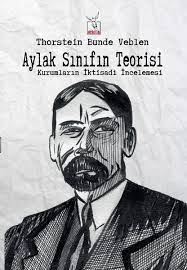 Thorstein Bunde Veblen
Aylak Sınıfın Teorisi
Kurumların İktisadi İncelemesi